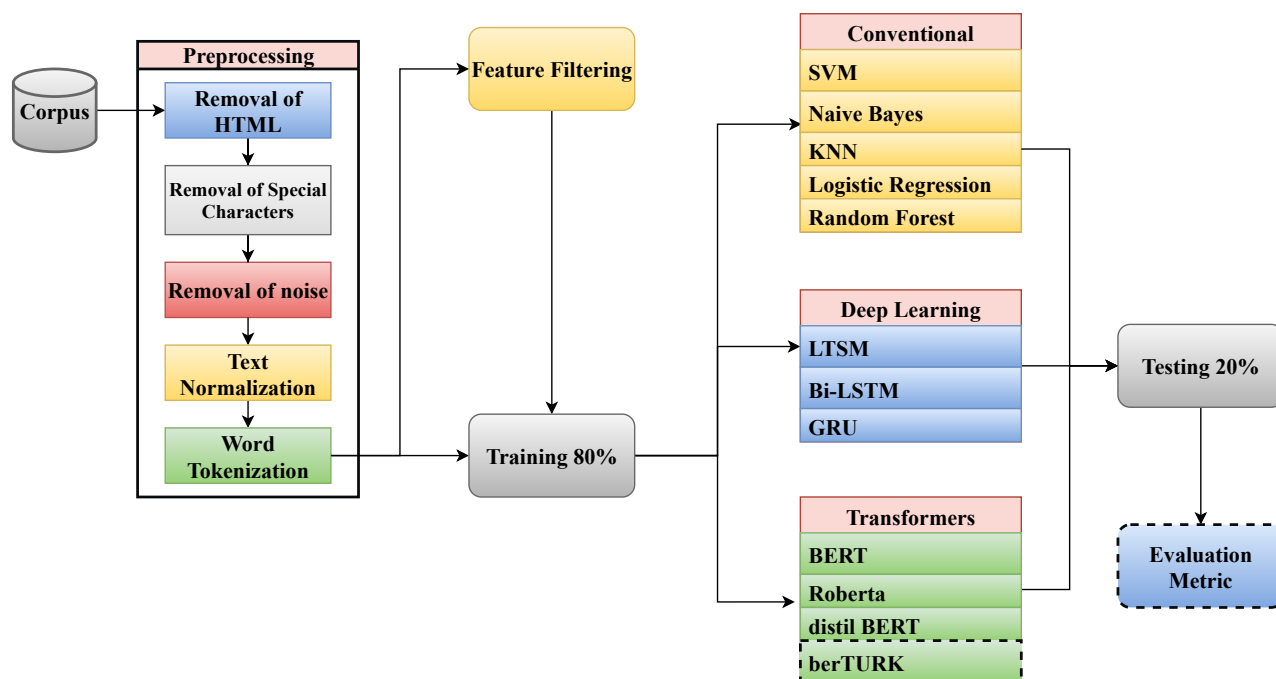 Corpus
Preprocessing
Removal of
HTML
Removal of Special
Characters
Removal of noise
Text
Normalization
Word
Tokenization
Feature Filtering
Training 80%
Conventional
SVM
Naive Bayes
KNN
Logistic Regression
Random Forest
Deep Learning
LTSM
Bi-LSTM
GRU
Transformers
BERT
Roberta
distil BERT
berTURK
Testing 20%
Evaluation
Metric